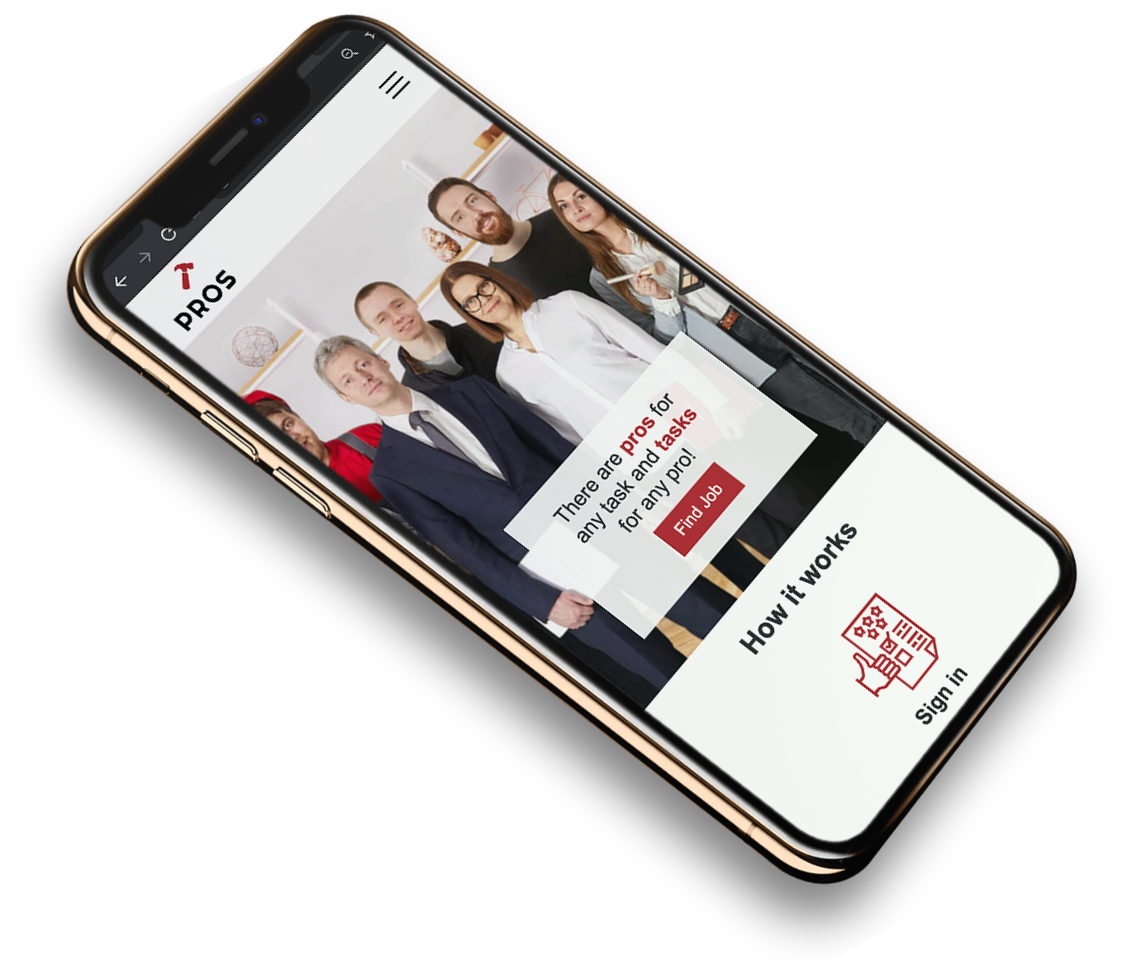 PROS
There are pros for
any task and tasks
for any pro!
Find Job
How it works
Sign in